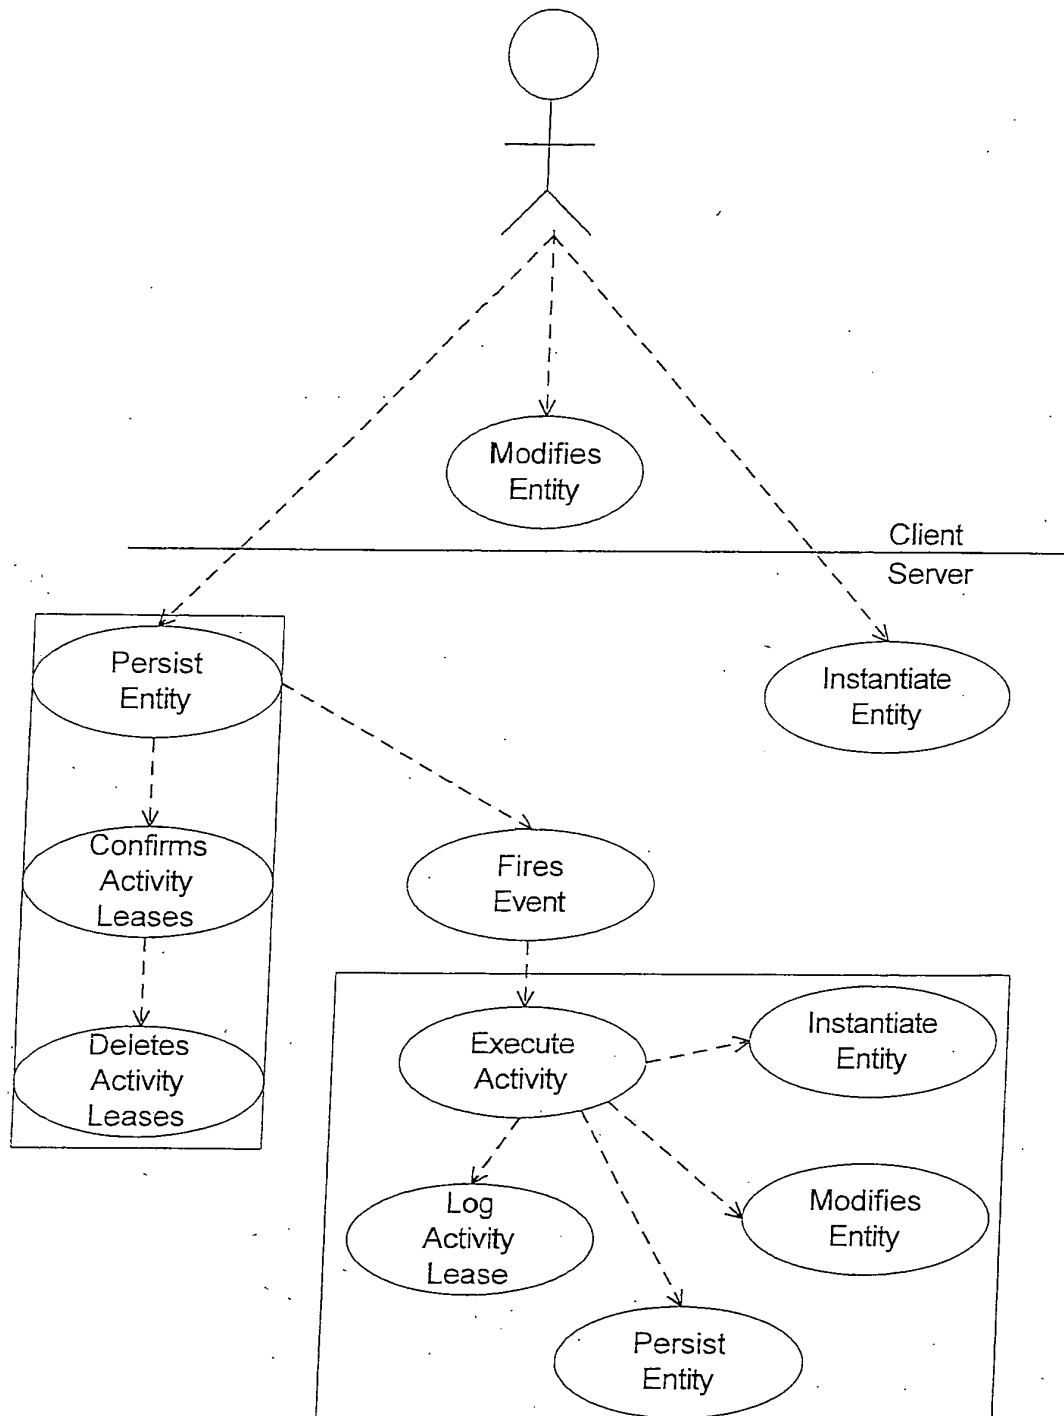 Modifies
Entity
Client
Server
Persist
Entity
Instantiate
Entity
Confirms
Activity
Leases
Fires
Event
Deletes
Activity
Leases
Execute
Activity
Instantiate
Entity
Log
Activity
Lease
Modifies
Entity
Persist
Entity